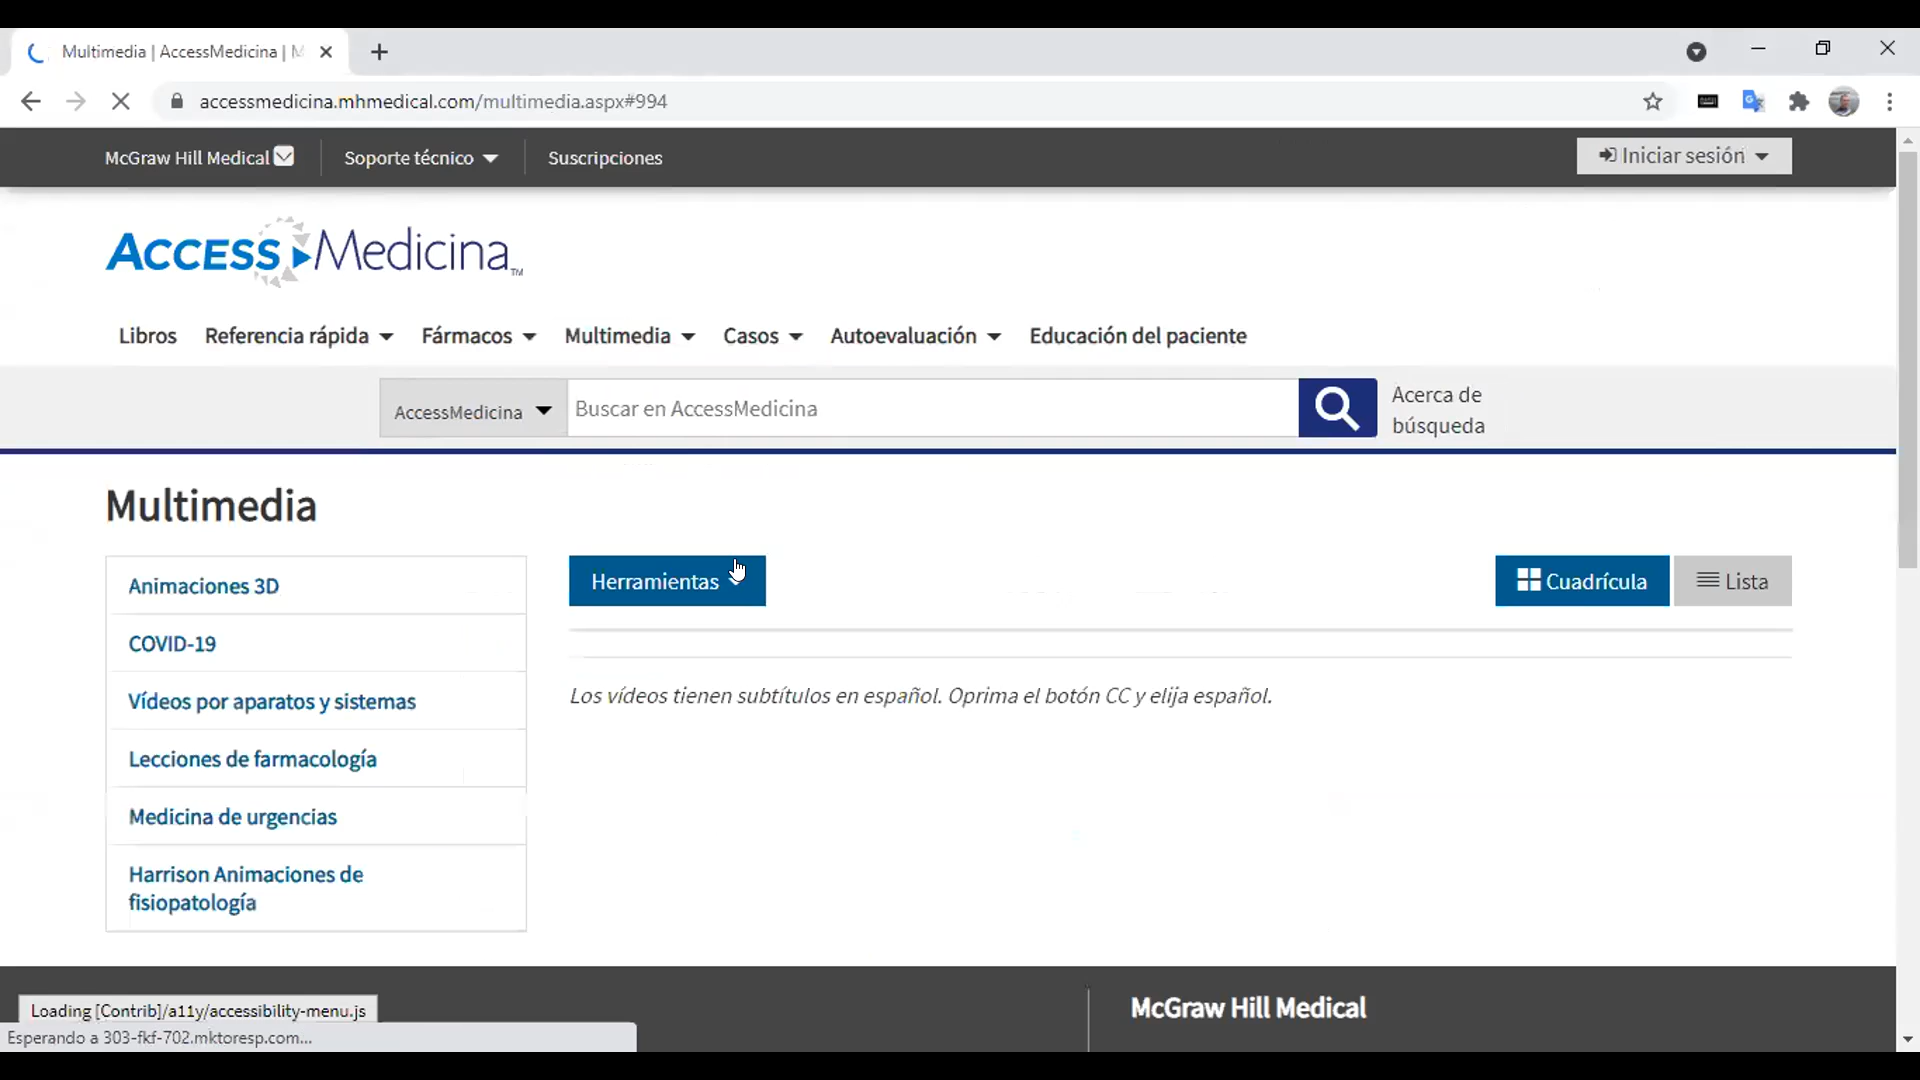 Multimedia | AccessMedicina | M
accessmedicina.mhmedical.com/multimedia.aspx#994
McGraw Hill Medical
Soporte técnico
Suscripciones
Iniciar sesión
ACCESS Medicina TM
Libros
Referencia rápida
Fármacos
Multimedia
Casos
Autoevaluación
Educación del paciente
AccessMedicina
Buscar en AccessMedicina
Acerca de
búsqueda
Multimedia
Animaciones 3D
COVID-19
Vídeos por aparatos y sistemas
Lecciones de farmacología
Medicina de urgencias
Harrison Animaciones de
fisiopatología
Herramientas
Cuadrícula
Lista
Los vídeos tienen subtítulos en español. Oprima el botón CC y elija español.
McGraw Hill Medical
Loading [Contrib]/a11y/accessibility-menu.js
Esperando a 303-fkf-702.mktoresp.com...